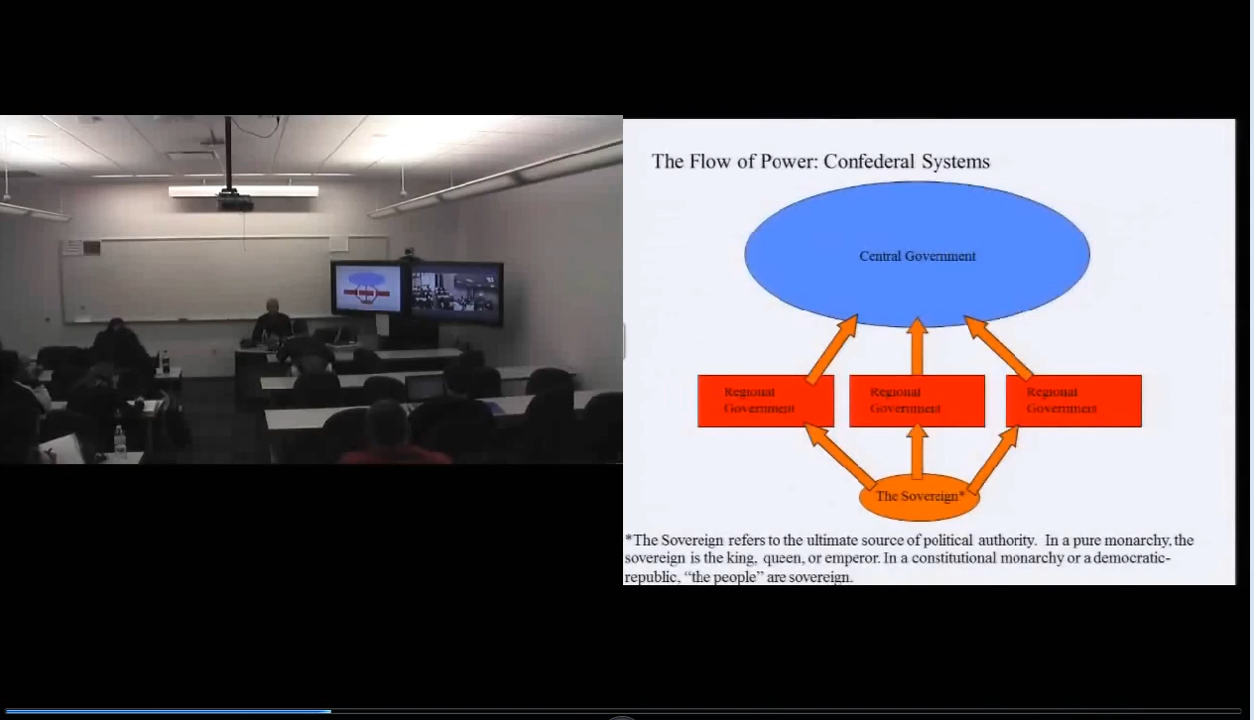 The Flow of Power: Confederal Systems
Central Government
Regional
Government
Regional
Government
Regional
Government
The Sovereign*
*The Sovereign refers to the ultimate source of political authority. In a pure monarchy, the
sovereign is the king, queen, or emperor. In a constitutional monarchy or a democratic-
republic, “the people” are sovereign.